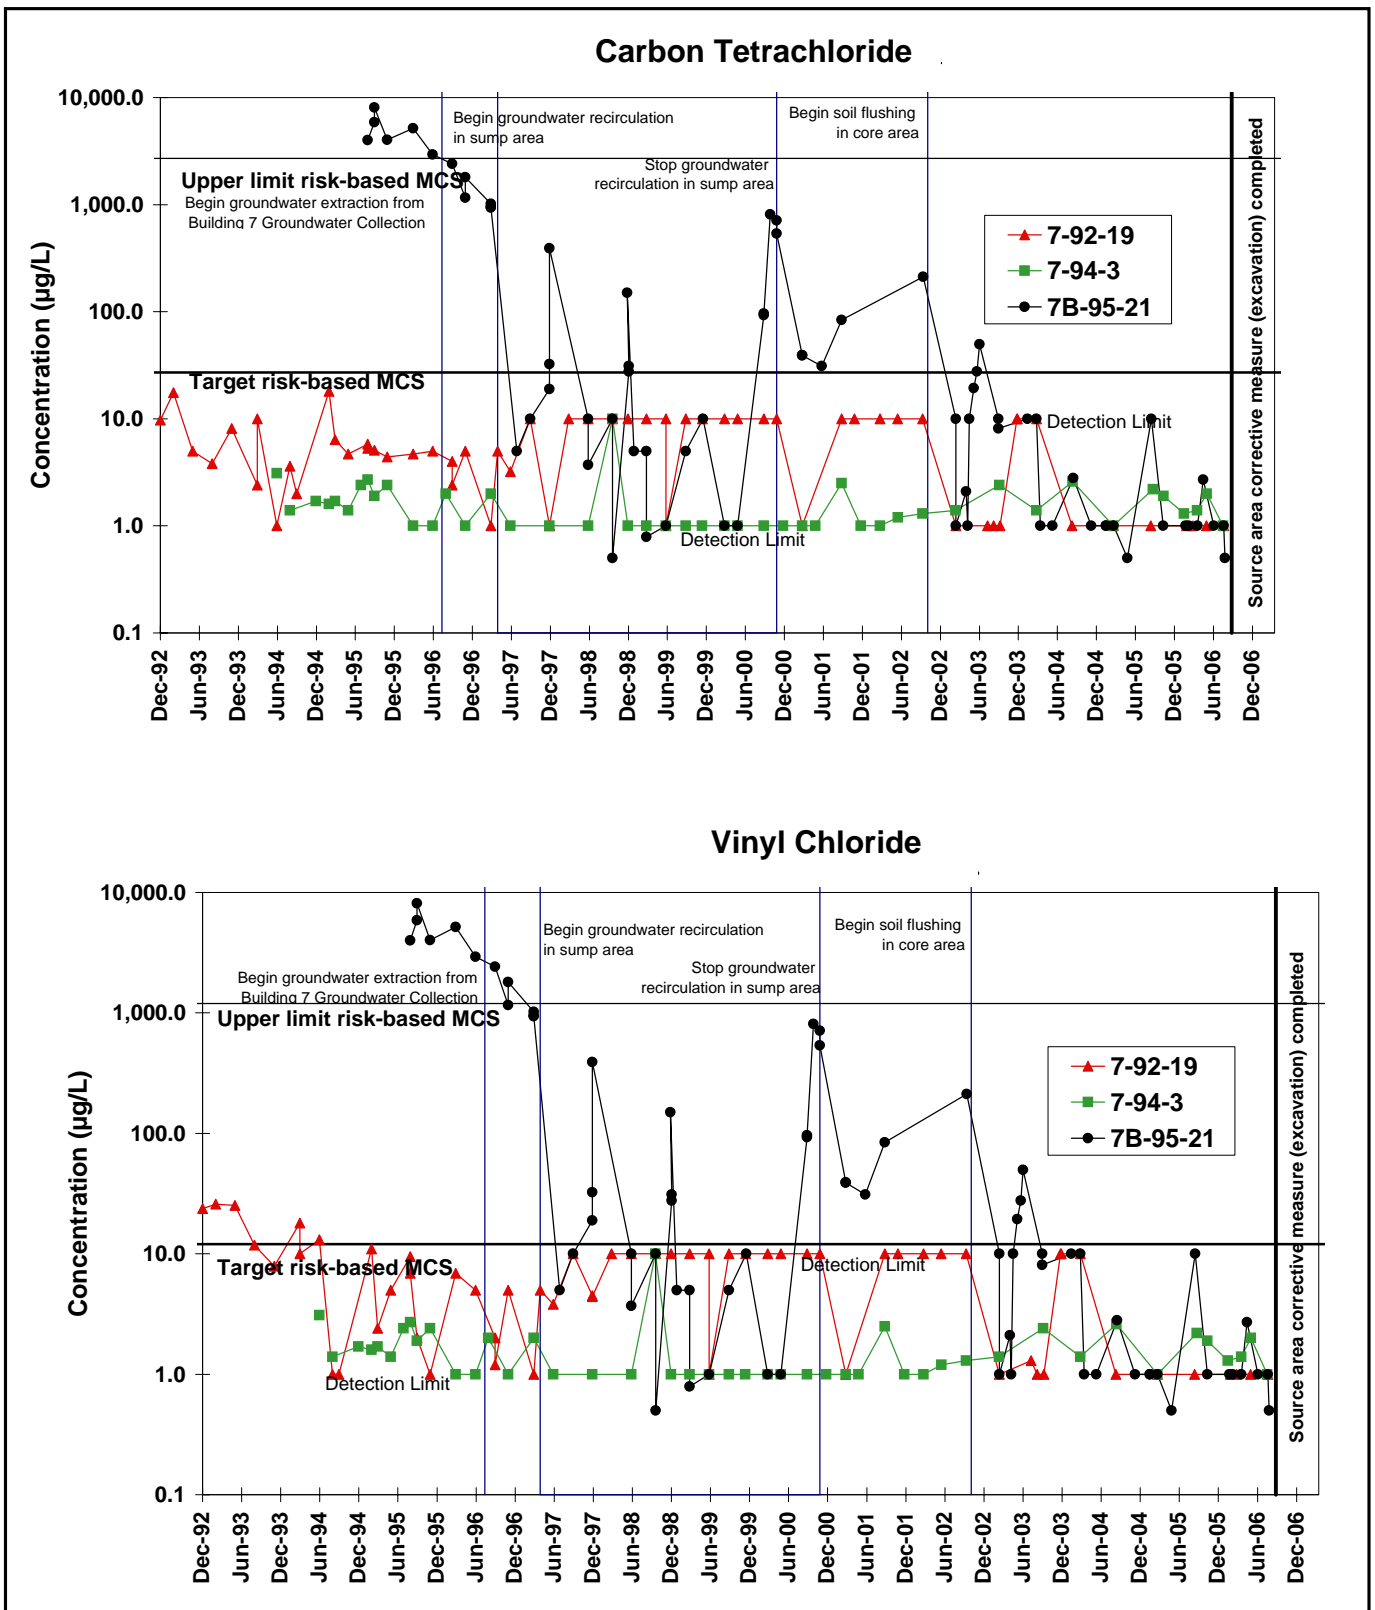 Carbon Tetrachloride
10,000.0
1,000.0
100.0
10.0
1.0
0.1
Concentration (µg/L)
Begin groundwater recirculation
in sump area
Begin soil flushing
in core area
Stop groundwater
recirculation in sump area
Upper limit risk-based MCS
Begin groundwater extraction from
Building 7 Groundwater Collection
7-92-19
7-94-3
7B-95-21
Target risk-based MCS
Detection Limit
Detection Limit
Source area corrective measure (excavation) completed
Dec-92
Jun-93
Dec-93
Jun-94
Dec-94
Jun-95
Dec-95
Jun-96
Dec-96
Jun-97
Dec-97
Jun-98
Dec-98
Jun-99
Dec-99
Jun-00
Dec-00
Jun-01
Dec-01
Jun-02
Dec-02
Jun-03
Dec-03
Jun-04
Dec-04
Jun-05
Dec-05
Jun-06
Dec-06
Vinyl Chloride
10,000.0
1,000.0
100.0
10.0
1.0
0.1
Concentration (µg/L)
Begin groundwater recirculation
in sump area
Begin soil flushing
in core area
Stop groundwater
recirculation in sump area
Begin groundwater extraction from
Building 7 Groundwater Collection
Upper limit risk-based MCS
7-92-19
7-94-3
7B-95-21
Target risk-based MCS
Detection Limit
Detection Limit
Source area corrective measure (excavation) completed
Dec-92
Jun-93
Dec-93
Jun-94
Dec-94
Jun-95
Dec-95
Jun-96
Dec-96
Jun-97
Dec-97
Jun-98
Dec-98
Jun-99
Dec-99
Jun-00
Dec-00
Jun-01
Dec-01
Jun-02
Dec-02
Jun-03
Dec-03
Jun-04
Dec-04
Jun-05
Dec-05
Jun-06
Dec-06